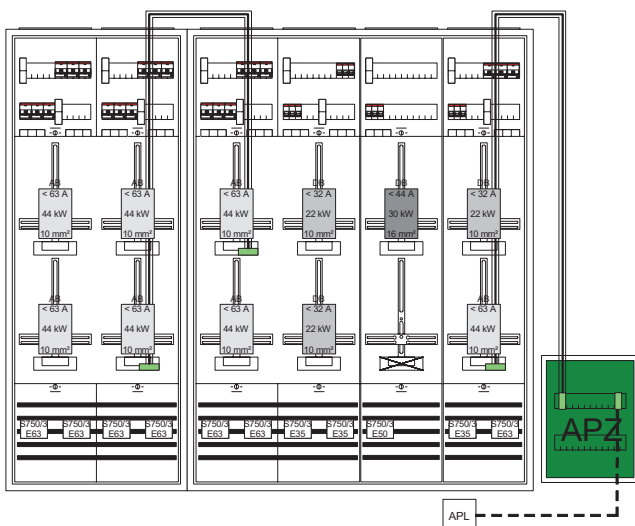 AB
< 63 A
44 kW
10 mm²
AB
< 63 A
44 kW
10 mm²
AB
< 63 A
44 kW
10 mm²
DB
< 32 A
22 kW
10 mm²
DB
< 44 A
30 kW
16 mm²
DB
< 32 A
22 kW
10 mm²
AB
< 63 A
44 kW
10 mm²
AB
< 63 A
44 kW
10 mm²
AB
< 63 A
44 kW
10 mm²
DB
< 32 A
22 kW
10 mm²
AB
< 63 A
44 kW
10 mm²
S750/3
E63
S750/3
E63
S750/3
E63
S750/3
E63
S750/3
E63
S750/3
E63
S750/3
E35
S750/3
E35
S750/3
E50
S750/3
E35
S750/3
E63
APZ
APL